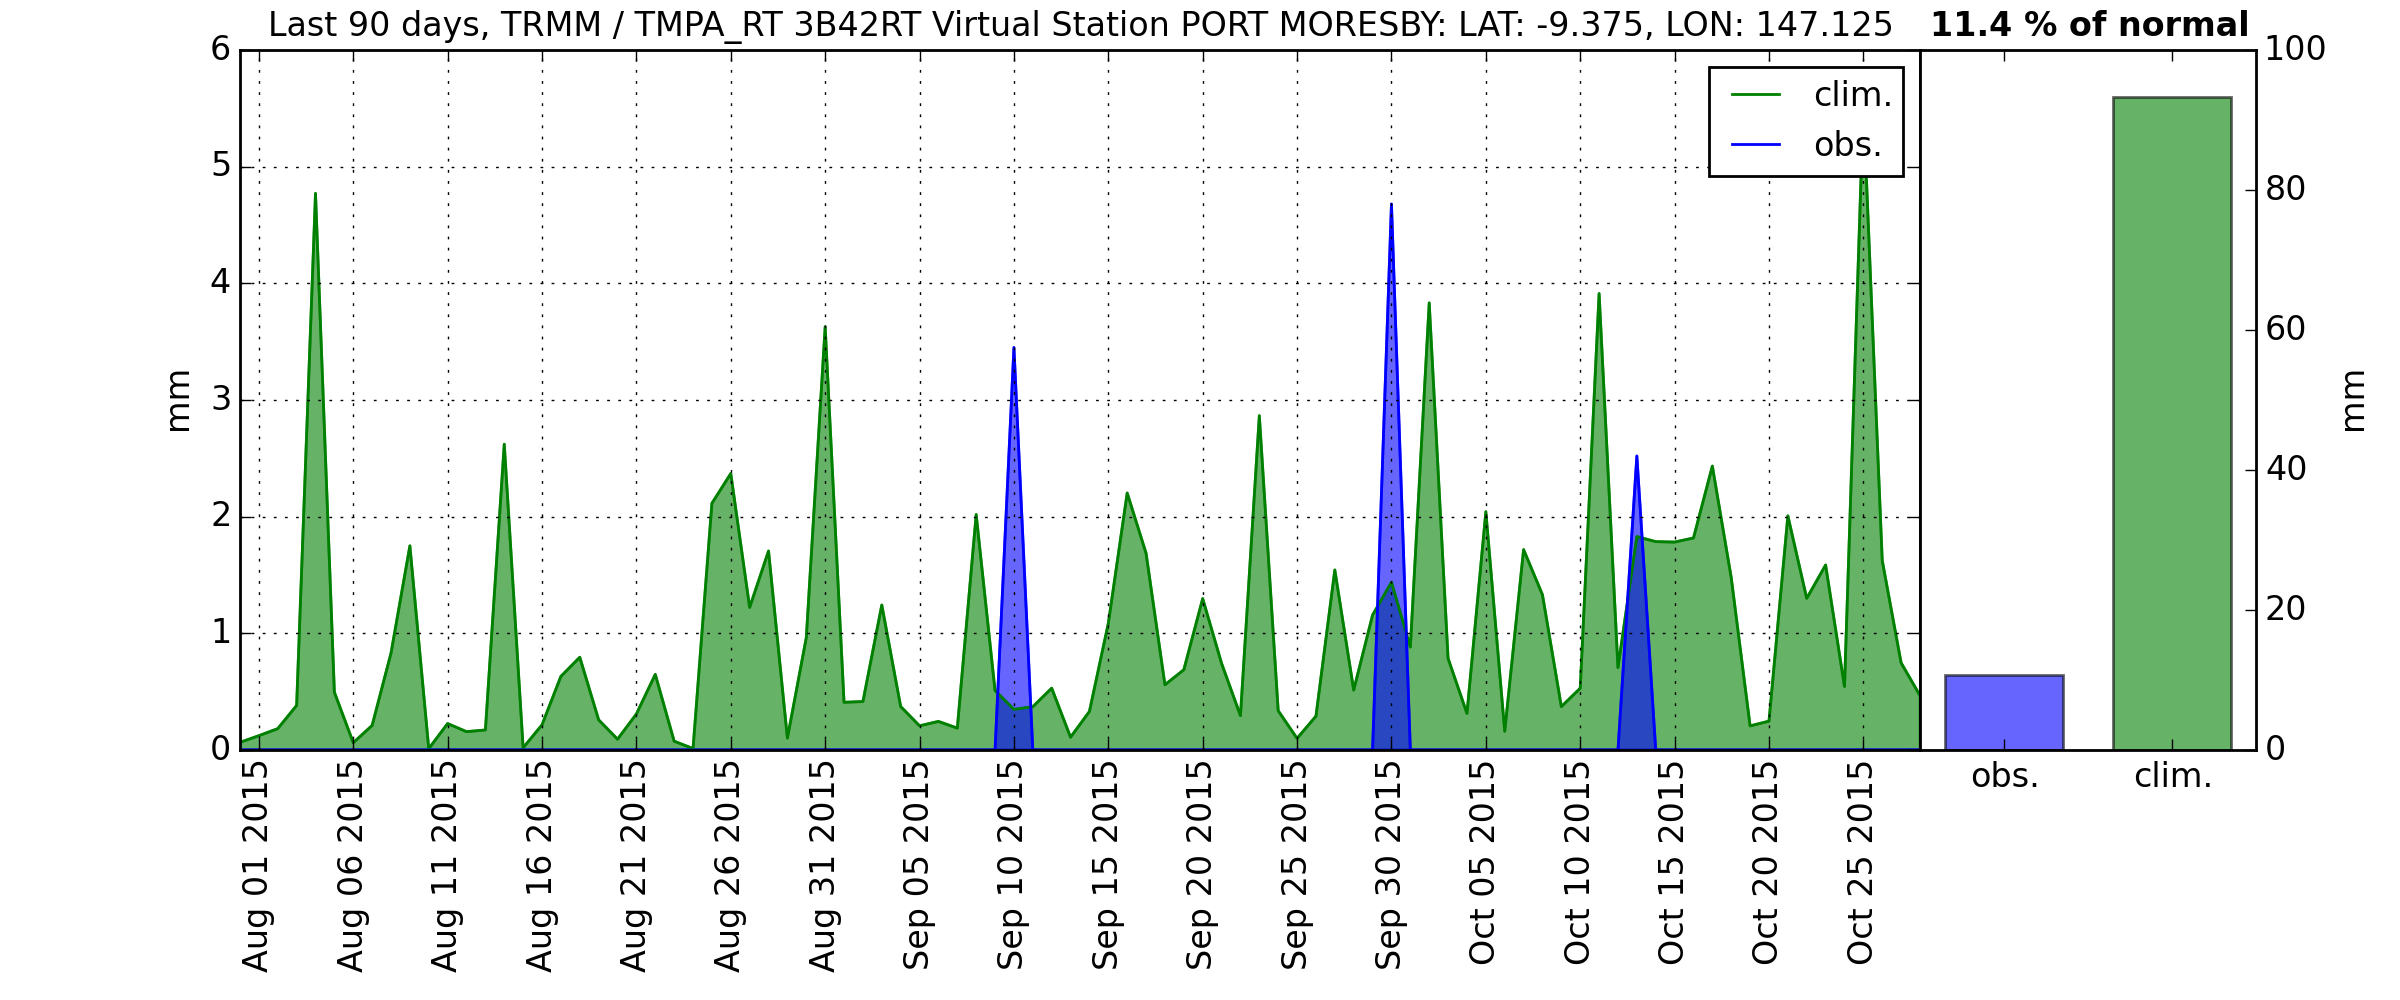 Last 90 days, TRMM / TMPA_RT 3B42RT Virtual Station PORT MORESBY: LAT: -9.375, LON: 147.125
11.4 % of normal
6
5
4
3
2
1
0
mm
clim.
obs.
100
80
60
40
20
0
mm
obs.
clim.
Aug 01 2015
Aug 06 2015
Aug 11 2015
Aug 16 2015
Aug 21 2015
Aug 26 2015
Aug 31 2015
Sep 05 2015
Sep 10 2015
Sep 15 2015
Sep 20 2015
Sep 25 2015
Sep 30 2015
Oct 05 2015
Oct 10 2015
Oct 15 2015
Oct 20 2015
Oct 25 2015